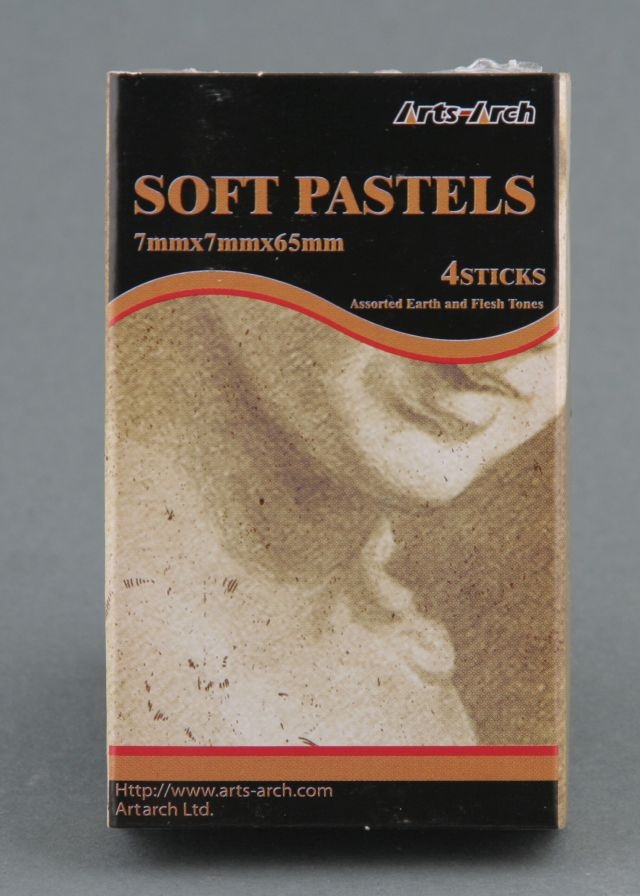 Arts-Arch
SOFT PASTELS
7mmx7mmx65mm
4STICKS
Assorted Earth and Flesh Tones
Http://www.arts-arch.com
Artarch Ltd.